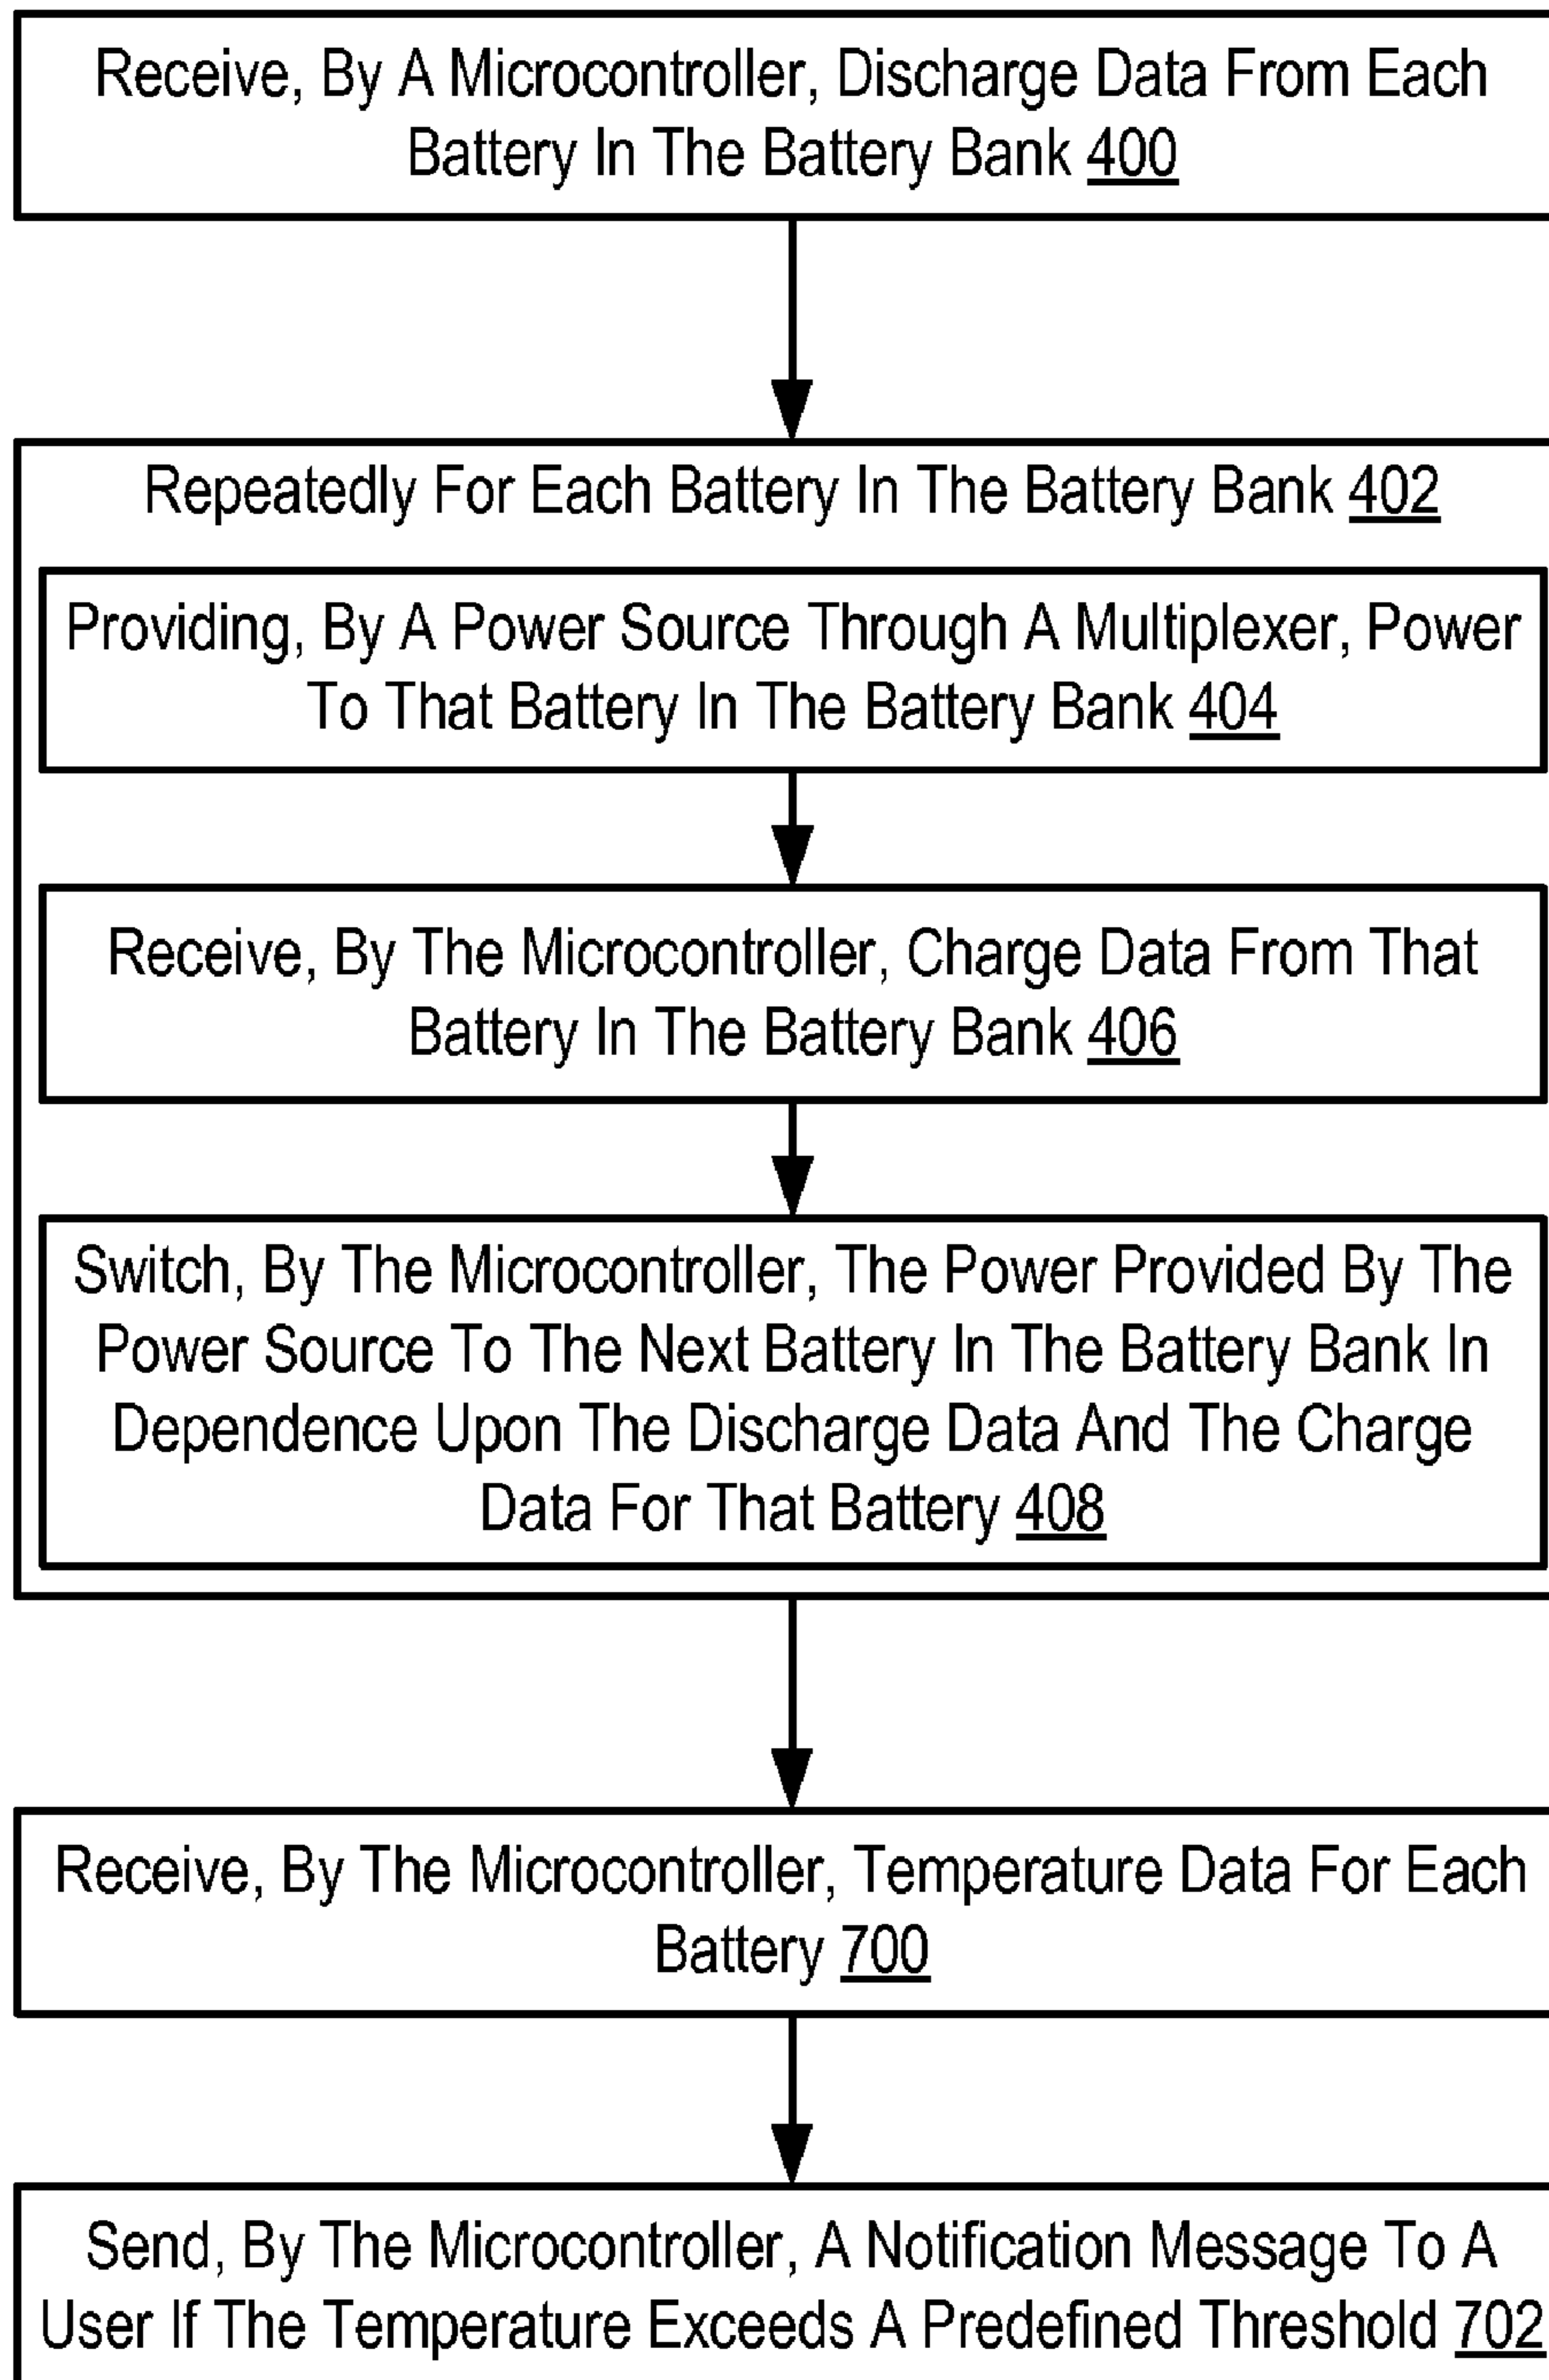 Receive, By A Microcontroller, Discharge Data From Each
Battery In The Battery Bank 400
Repeatedly For Each Battery In The Battery Bank 402
Providing, By A Power Source Through A Multiplexer, Power
To That Battery In The Battery Bank 404
Receive, By The Microcontroller, Charge Data From That
Battery In The Battery Bank 406
Switch, By The Microcontroller, The Power Provided By The
Power Source To The Next Battery In The Battery Bank In
Dependence Upon The Discharge Data And The Charge
Data For That Battery 408
Receive, By The Microcontroller, Temperature Data For Each
Battery 700
Send, By The Microcontroller, A Notification Message To A
User If The Temperature Exceeds A Predefined Threshold 702